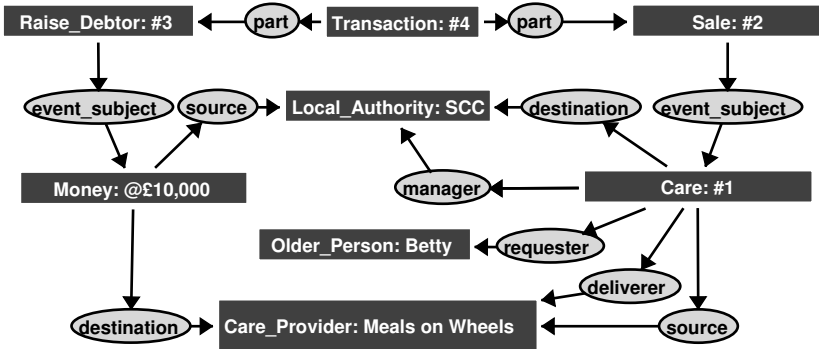 Raise_Debtor: #3
part
Transaction: #4
part
Sale: #2
event_subject
source
Local_Authority: SCC
destination
event_subject
Money: @£10,000
manager
Care: #1
Older_Person: Betty
requester
deliverer
destination
Care_Provider: Meals on Wheels
source